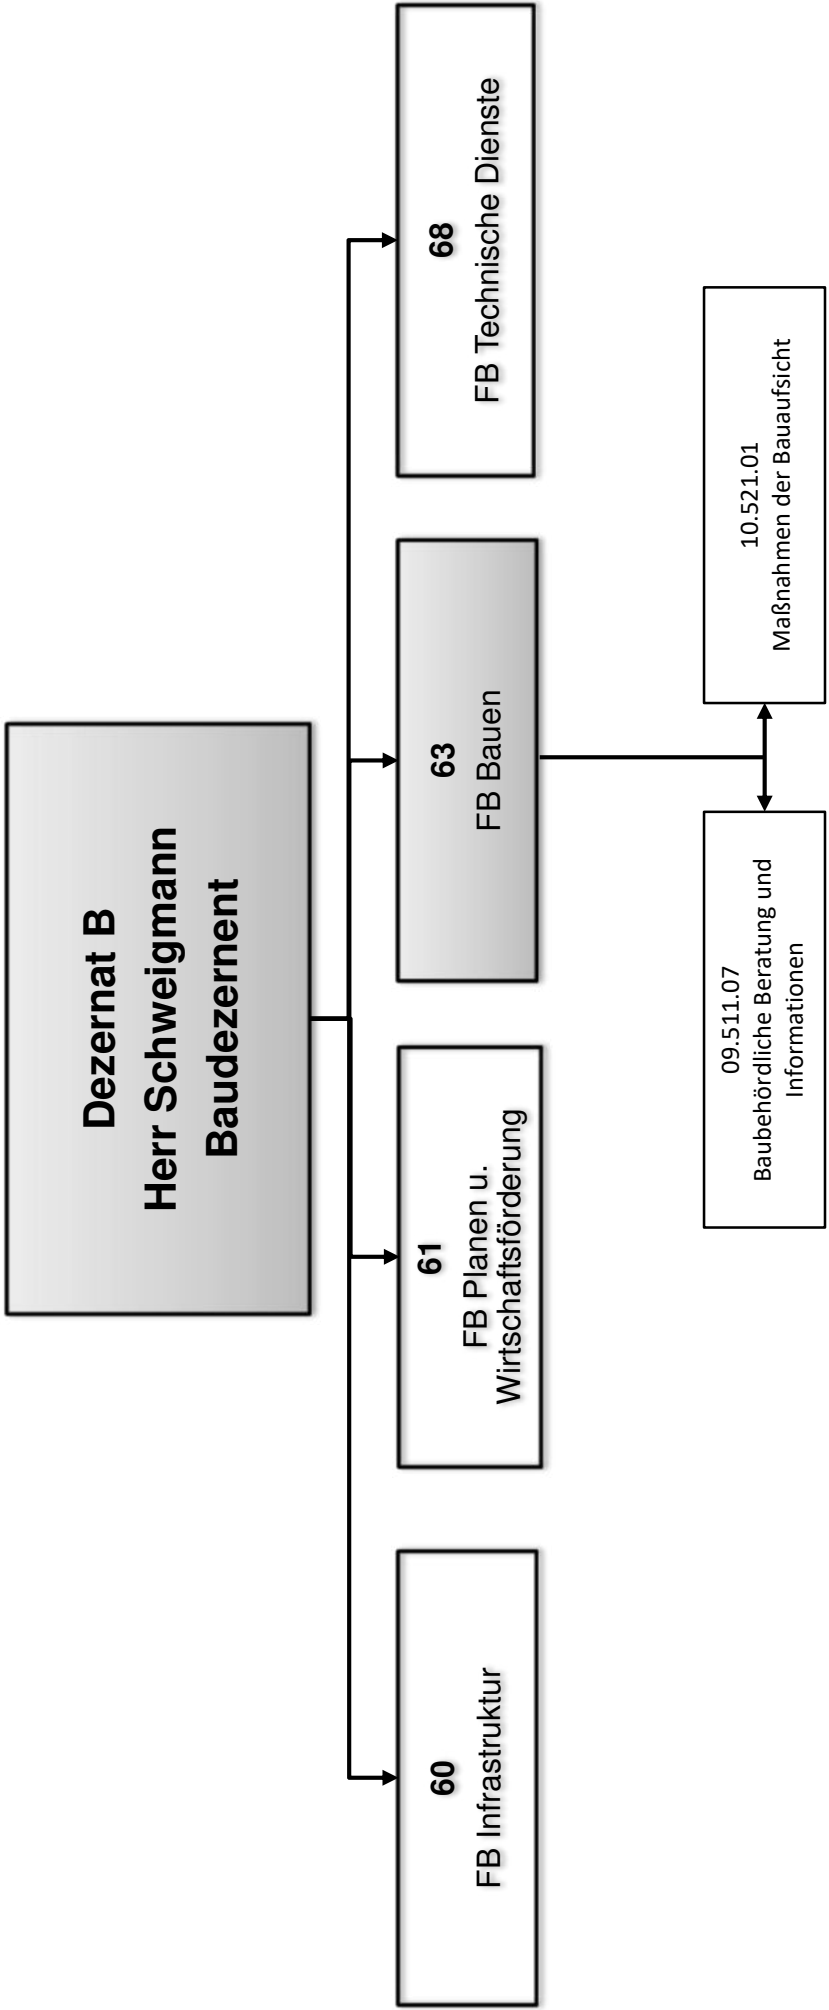 Dezernat B
Herr Schweigmann
Baudezernent
60
FB Infrastruktur
61
FB Planen u.
Wirtschaftsförderung
63
FB Bauen
68
FB Technische Dienste
09.511.07
Baubehördliche Beratung und
Informationen
10.521.01
Maßnahmen der Bauaufsicht